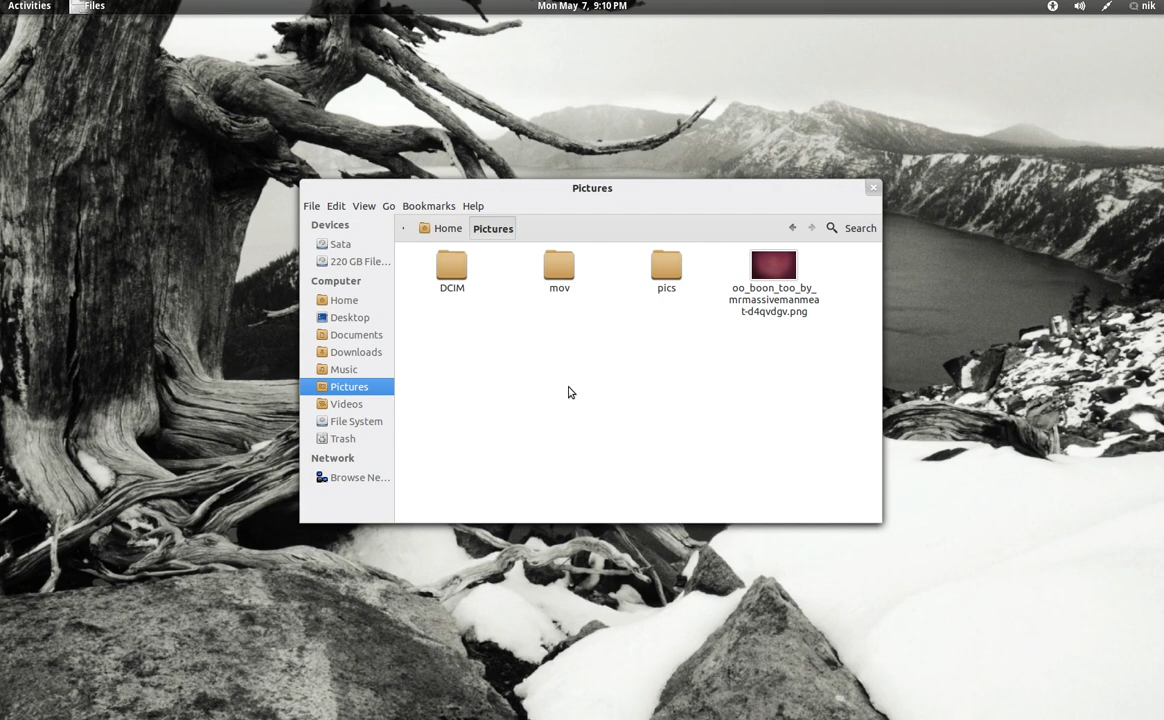 Activities Files Mon May 7, 9:10 PM nik
Pictures
File Edit View Go Bookmarks Help
Home Pictures Search
Devices
Sata
220 GB File...
Computer
Home
Desktop
Documents
Downloads
Music
Pictures
Videos
File System
Trash
Network
Browse Ne...
DCIM mov pics oo_boon_too_by_
mrmassivemanmea
t-d4qvdgv.png